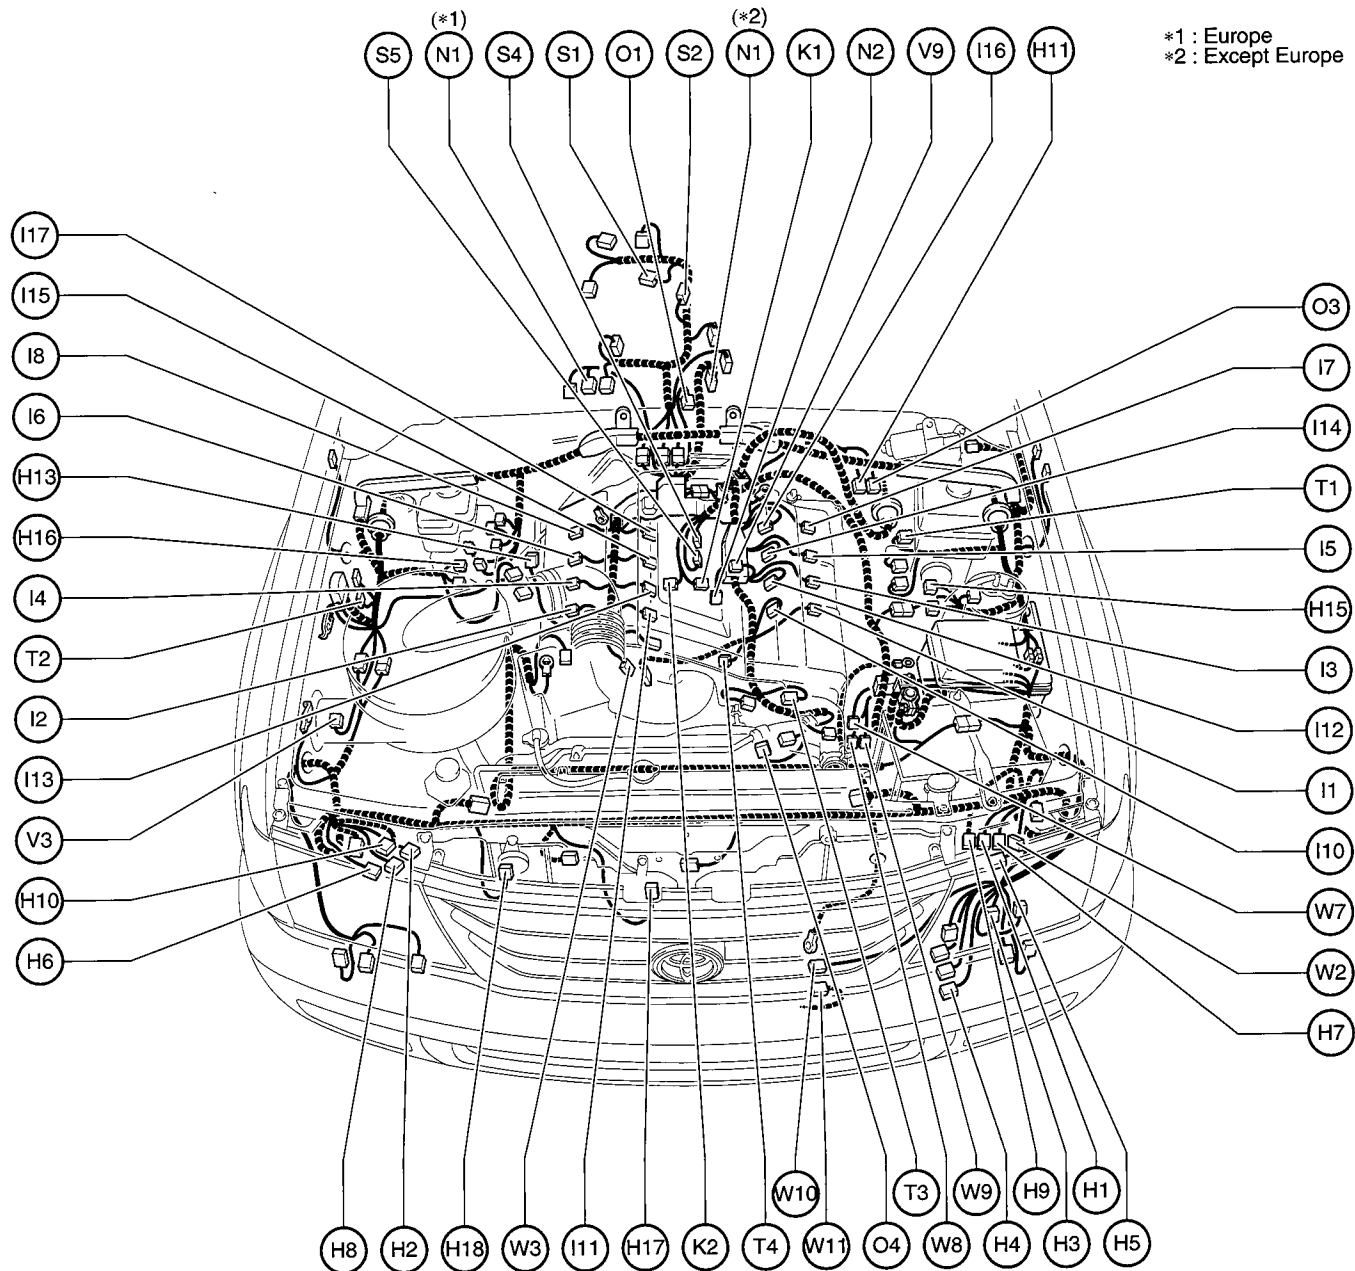 (*1)
(*2)
*1 : Europe
*2 : Except Europe
S5
N1
S4
S1
O1
S2
N1
K1
N2
V9
I16
H11
I17
I15
I8
I6
H13
H16
I4
T2
I2
I13
V3
H10
H6
O3
I7
I14
T1
I5
H15
I3
I12
I1
I10
W7
W2
H7
W10
T3
W9
H9
H1
H8
H2
H18
W3
I11
H17
K2
T4
W11
O4
W8
H4
H3
H5